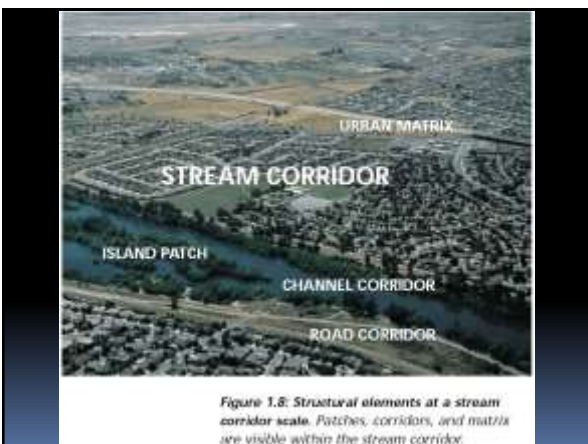 URBAN MATRIX
STREAM CORRIDOR
ISLAND PATCH
CHANNEL CORRIDOR
ROAD CORRIDOR
Figure 1.8: Structural elements at a stream
corridor scale. Patches, corridors, and matrix
are visible within the stream corridor.